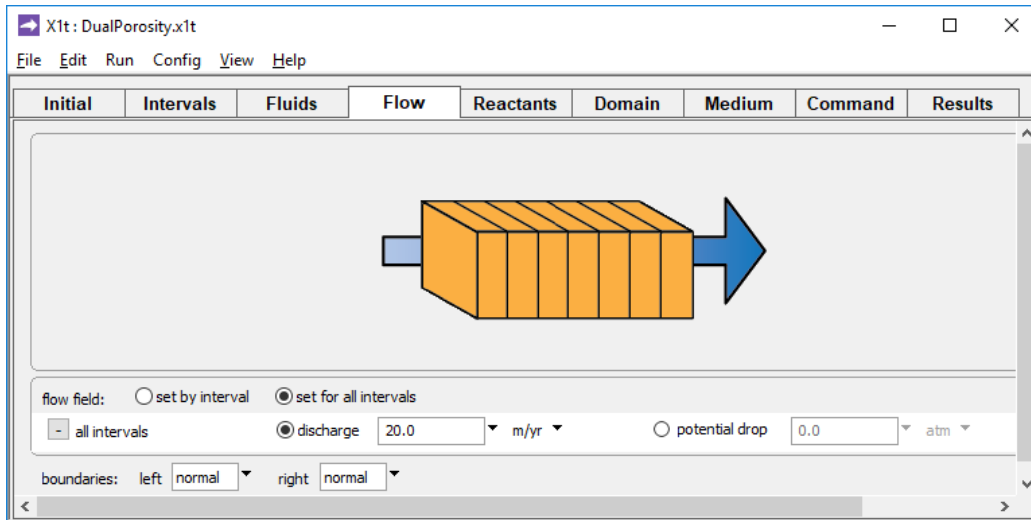 X1t : DualPorosity.x1t
File Edit Run Config View Help
Initial Intervals Fluids Flow Reactants Domain Medium Command Results
flow field: set by interval set for all intervals
- all intervals discharge 20.0 m/yr potential drop 0.0 atm
boundaries: left normal right normal